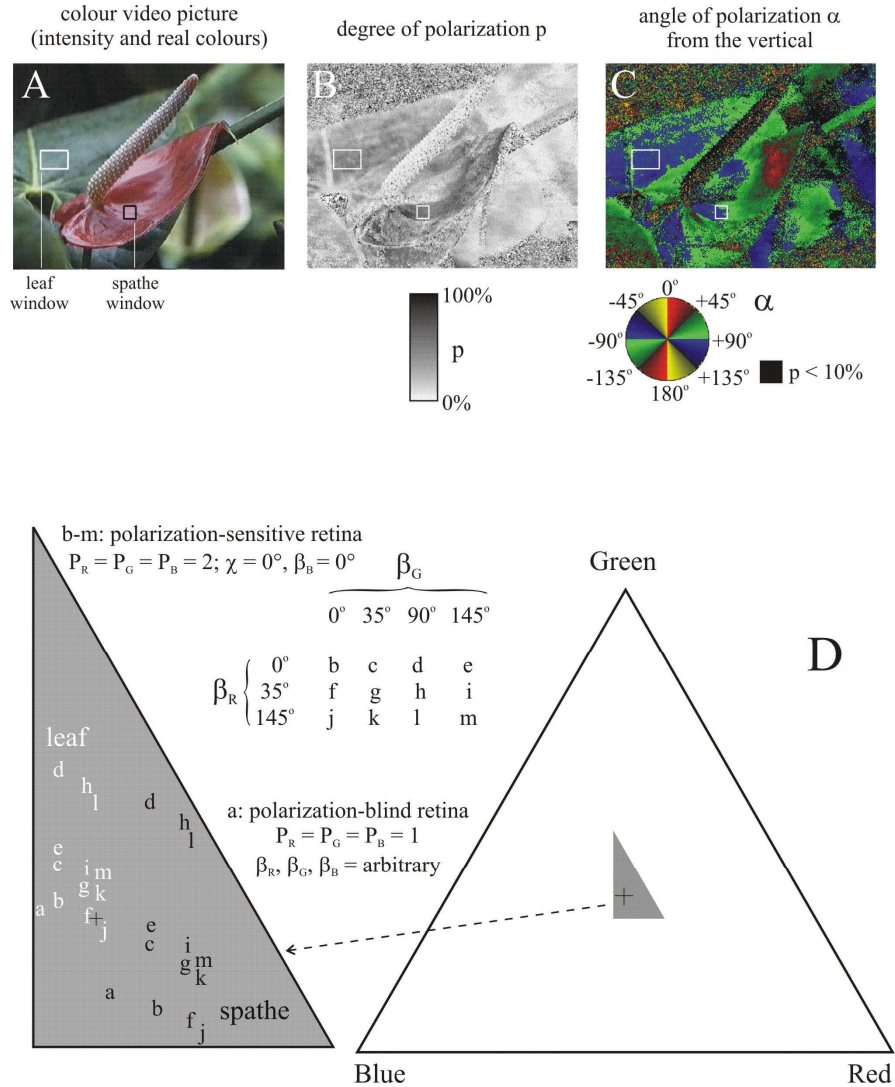 colour video picture
(intensity and real colours)
degree of polarization p
angle of polarization α
from the vertical
A
B
C
leaf
window
spathe
window
100%
p
0%
0°
-45° +45°
α
-90° +90°
-135° +135°
180°
p < 10%
b-m: polarization-sensitive retina
P_R = P_G = P_B = 2; χ = 0°, β_B = 0°
β_G
0° 35° 90° 145°
β_R
0° b c d e
35° f g h i
145° j k l m
leaf
d
h
l
e
c
i
m
g
k
b
a
f
j
d
h
l
e
c
i
g
m
k
a
b
f
j
spathe
a: polarization-blind retina
P_R = P_G = P_B = 1
β_R, β_G, β_B = arbitrary
Green
D
Blue
Red